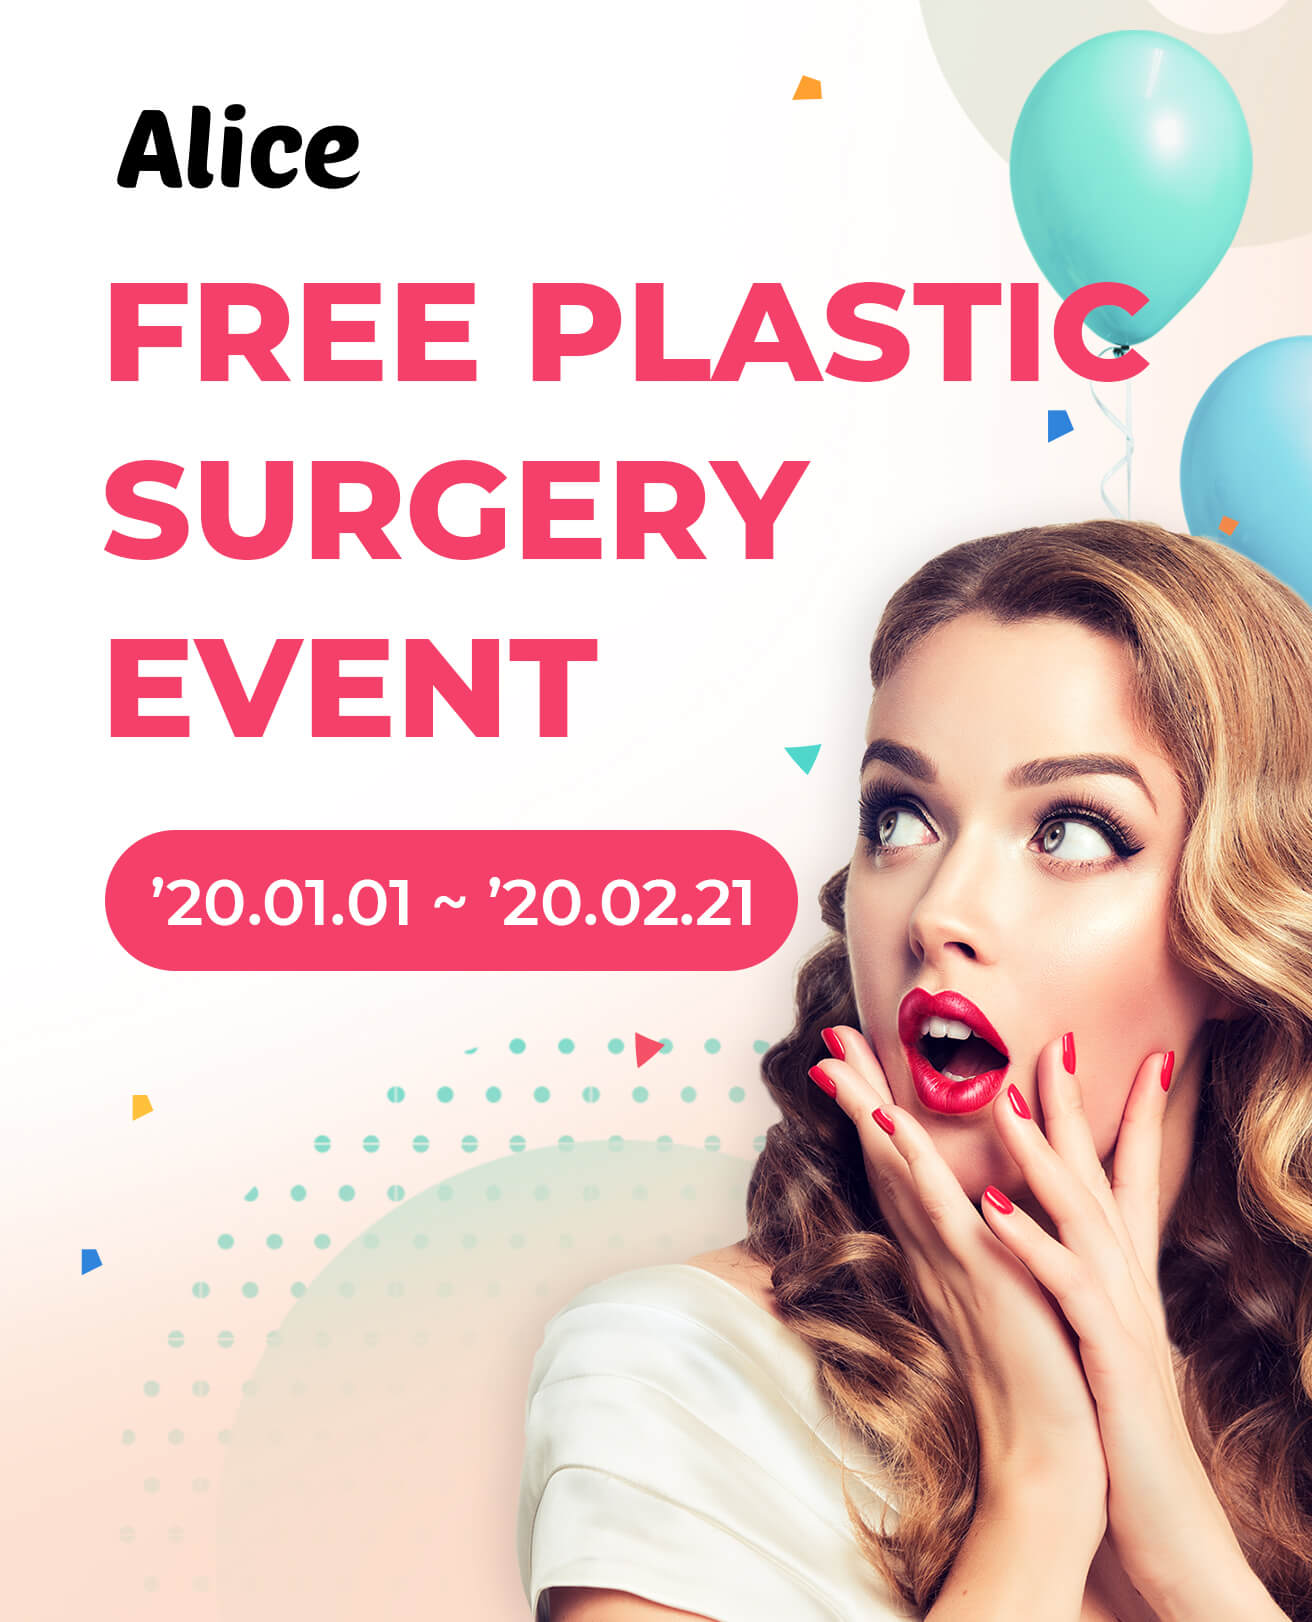 Alice
FREE PLASTIC
SURGERY
EVENT
’20.01.01 ~ ’20.02.21